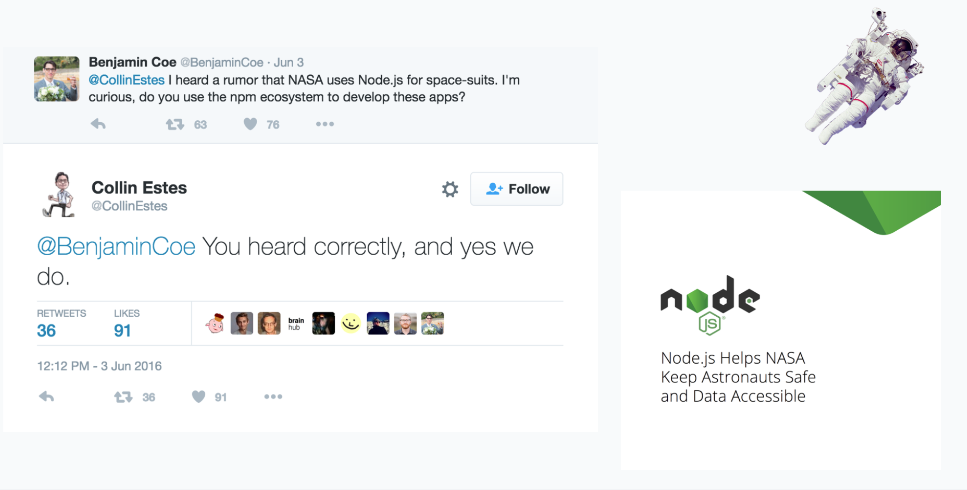 Benjamin Coe @BenjaminCoe · Jun 3
@CollinEstes I heard a rumor that NASA uses Node.js for space-suits. I'm
curious, do you use the npm ecosystem to develop these apps?
63 76
Collin Estes
@CollinEstes
Follow
@BenjaminCoe You heard correctly, and yes we
do.
RETWEETS LIKES
36 91
brain
hub
12:12 PM - 3 Jun 2016
36 91
node
JS
Node.js Helps NASA
Keep Astronauts Safe
and Data Accessible